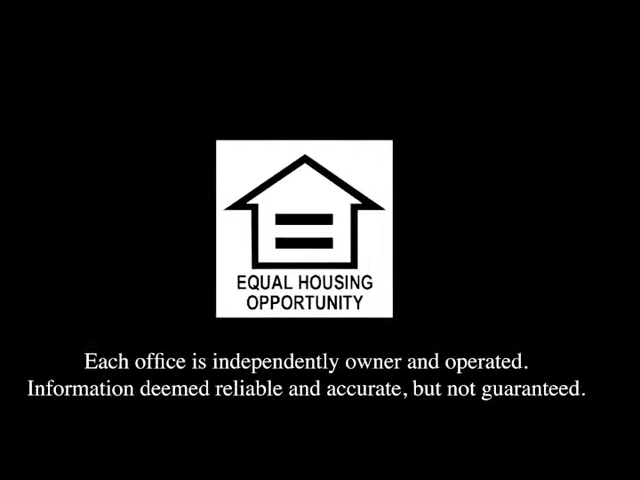 EQUAL HOUSING
OPPORTUNITY
Each office is independently owner and operated.
Information deemed reliable and accurate, but not guaranteed.